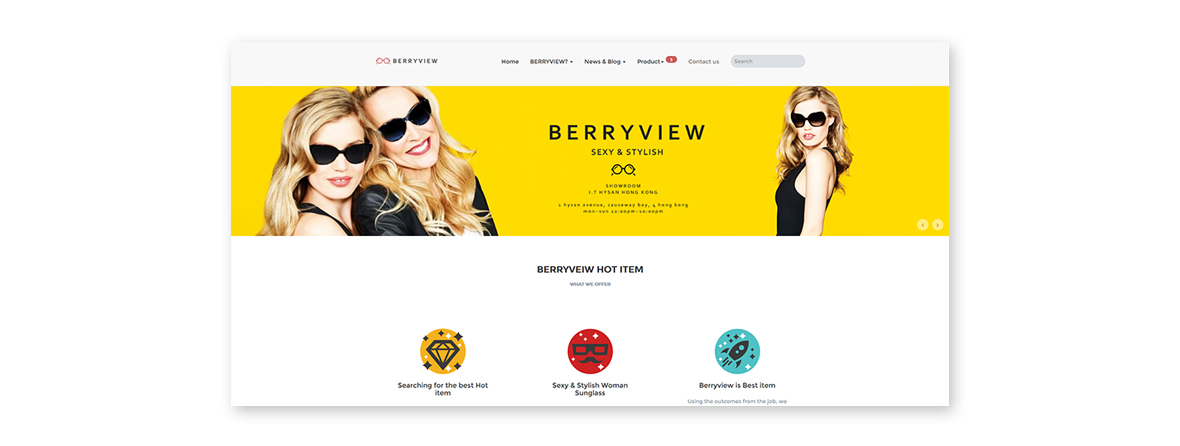 BERRYVIEW
Home BERRYVIEW? News & Blog Product 3 Contact us Search
BERRYVIEW
SEXY & STYLISH
SHOWROOM
I.T HYSAN HONG KONG
1 hysan avenue, causeway bay, 4 hong kong
mon-sun 12:00pm-10:00pm
BERRYVEIW HOT ITEM
WHAT WE OFFER
Searching for the best Hot
item
Sexy & Stylish Woman
Sunglass
Berryview is Best item
Using the outcomes from the job, we